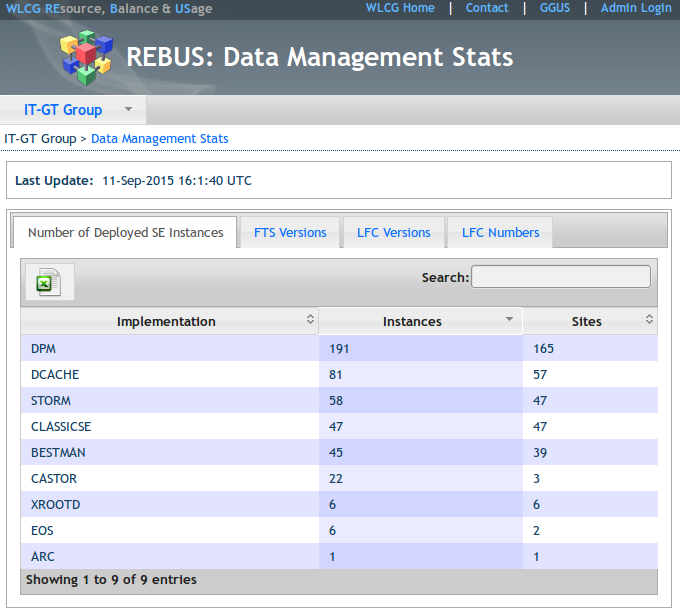 WLCG REsource, Balance & USage WLCG Home | Contact | GGUS | Admin Login
REBUS: Data Management Stats
IT-GT Group
IT-GT Group > Data Management Stats
Last Update: 11-Sep-2015 16:1:40 UTC
Number of Deployed SE Instances FTS Versions LFC Versions LFC Numbers
Search:
Implementation Instances Sites
DPM 191 165
DCACHE 81 57
STORM 58 47
CLASSICSE 47 47
BESTMAN 45 39
CASTOR 22 3
XROOTD 6 6
EOS 6 2
ARC 1 1
Showing 1 to 9 of 9 entries